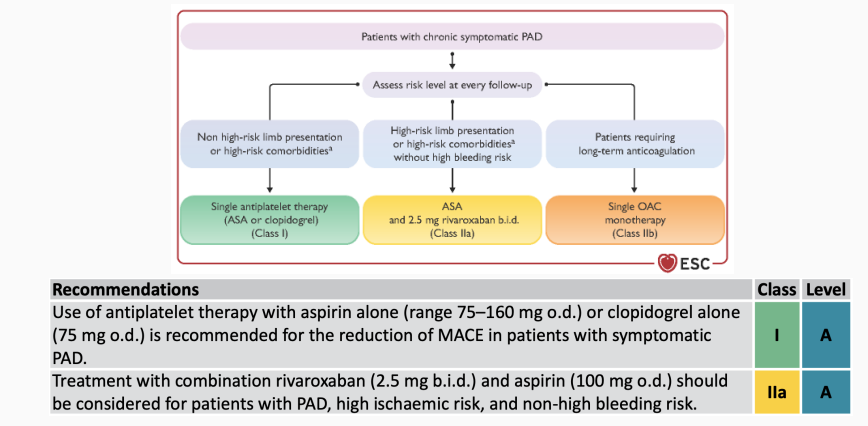 Patients with chronic symptomatic PAD
Assess risk level at every follow-up
Non high-risk limb presentation
or high-risk comorbiditiesᵃ
High-risk limb presentation
or high-risk comorbiditiesᵃ
without high bleeding risk
Patients requiring
long-term anticoagulation
Single antiplatelet therapy
(ASA or clopidogrel)
(Class I)
ASA
and 2.5 mg rivaroxaban b.i.d.
(Class IIa)
Single OAC
monotherapy
(Class IIb)
ESC
Recommendations Class Level
Use of antiplatelet therapy with aspirin alone (range 75–160 mg o.d.) or clopidogrel alone
(75 mg o.d.) is recommended for the reduction of MACE in patients with symptomatic
PAD.
I A
Treatment with combination rivaroxaban (2.5 mg b.i.d.) and aspirin (100 mg o.d.) should
be considered for patients with PAD, high ischaemic risk, and non-high bleeding risk.
IIa A